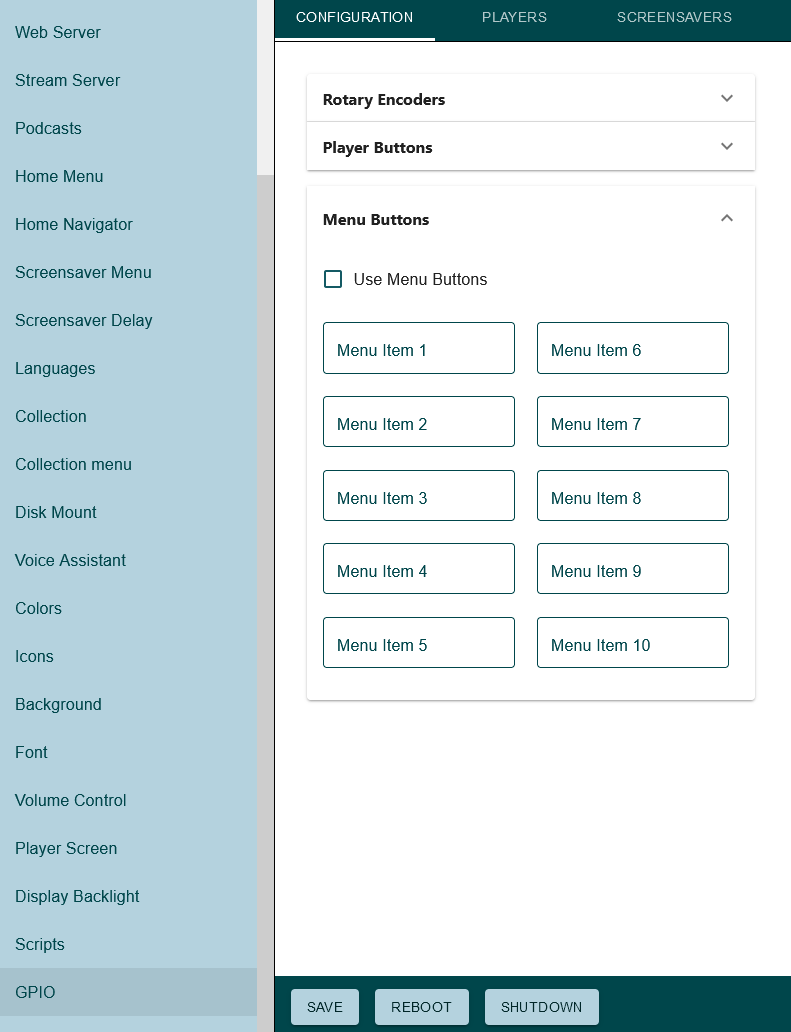 Web Server
Stream Server
Podcasts
Home Menu
Home Navigator
Screensaver Menu
Screensaver Delay
Languages
Collection
Collection menu
Disk Mount
Voice Assistant
Colors
Icons
Background
Font
Volume Control
Player Screen
Display Backlight
Scripts
GPIO
CONFIGURATION PLAYERS SCREENSAVERS
Rotary Encoders
Player Buttons
Menu Buttons
Use Menu Buttons
Menu Item 1 Menu Item 6
Menu Item 2 Menu Item 7
Menu Item 3 Menu Item 8
Menu Item 4 Menu Item 9
Menu Item 5 Menu Item 10
SAVE REBOOT SHUTDOWN